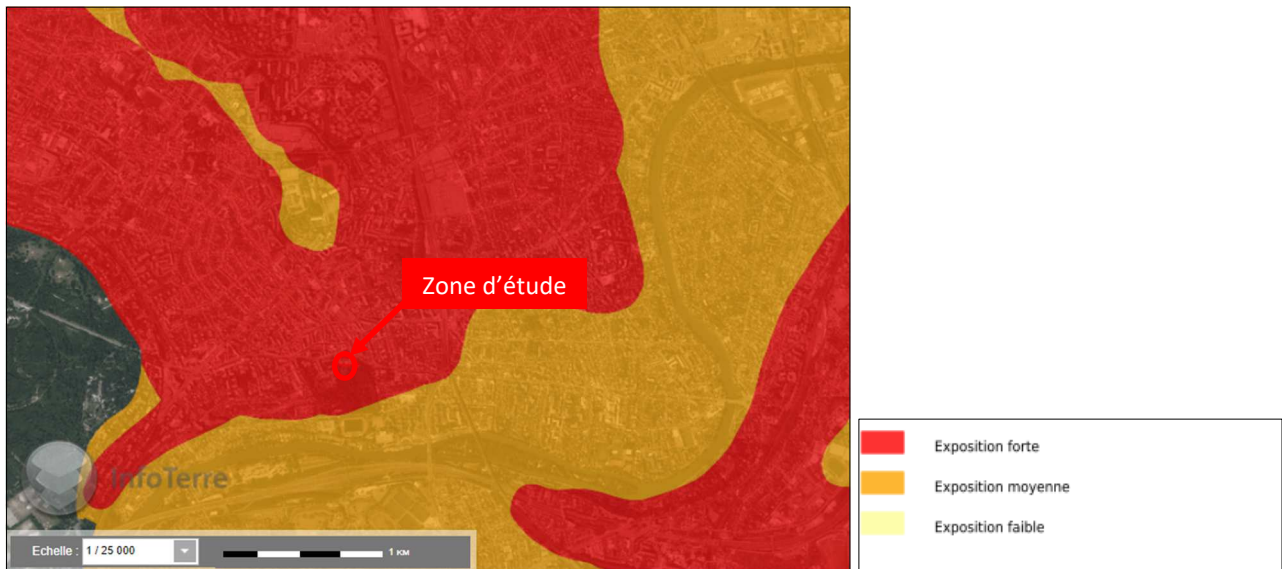 Zone d'étude
InfoTerre
Echelle : 1 / 25 000 1 KM
Exposition forte
Exposition moyenne
Exposition faible